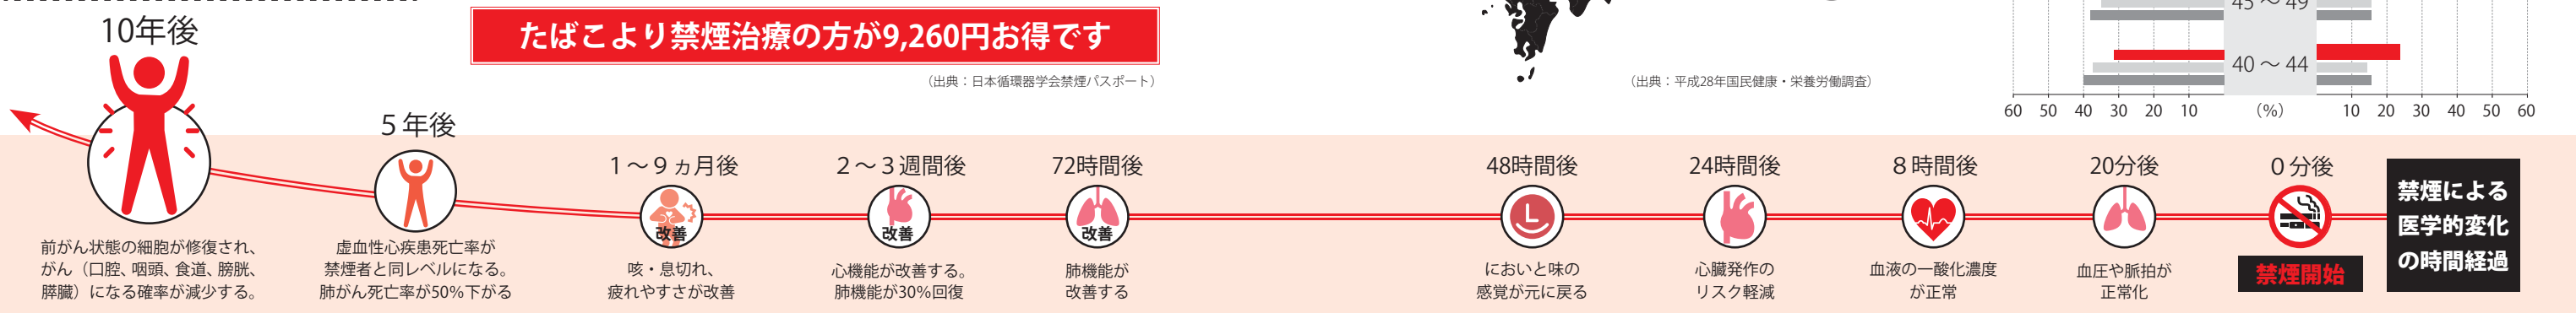 10年後
たばこより禁煙治療の方が9,260円お得です
(出典：日本循環器学会禁煙パスポート)
(出典：平成28年国民健康・栄養労働調査)
45～49
40～44
60 50 40 30 20 10 (%) 10 20 30 40 50 60
5年後
1～9ヵ月後
2～3週間後
72時間後
48時間後
24時間後
8時間後
20分後
0分後
禁煙による
医学的変化
の時間経過
改善
改善
改善
L
前がん状態の細胞が修復され、
がん（口腔、咽頭、食道、膀胱、
膵臓）になる確率が減少する。
虚血性心疾患死亡率が
禁煙者と同レベルになる。
肺がん死亡率が50%下がる
咳・息切れ、
疲れやすさが改善
心機能が改善する。
肺機能が30%回復
肺機能が
改善する
においと味の
感覚が元に戻る
心臓発作の
リスク軽減
血液の一酸化濃度
が正常
血圧や脈拍が
正常化
禁煙開始